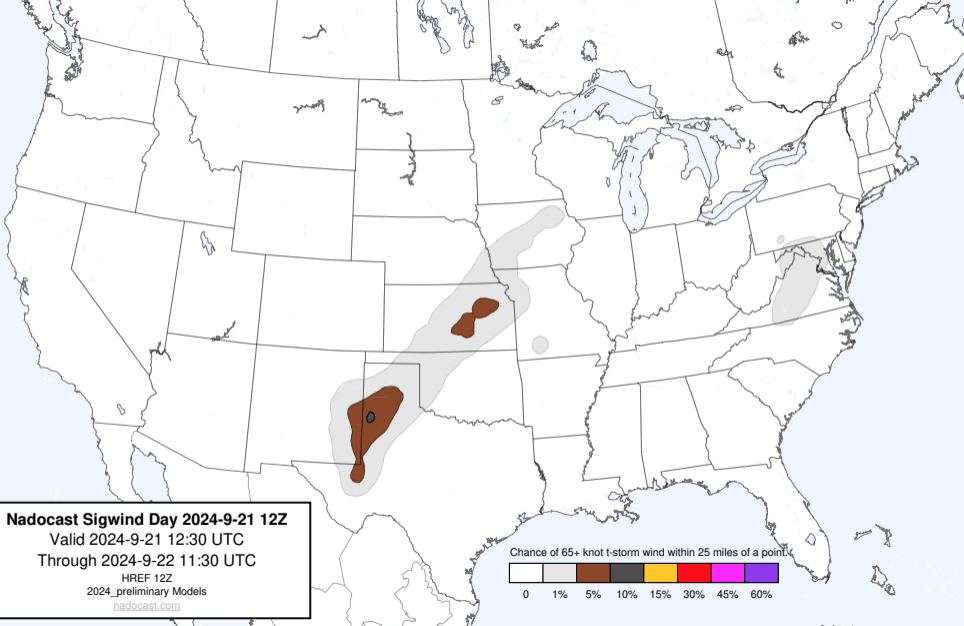 Nadocast Sigwind Day 2024-9-21 12Z
Valid 2024-9-21 12:30 UTC
Through 2024-9-22 11:30 UTC
HREF 12Z
2024_preliminary Models
nadocast.com
Chance of 65+ knot t-storm wind within 25 miles of a point.
0 1% 5% 10% 15% 30% 45% 60%